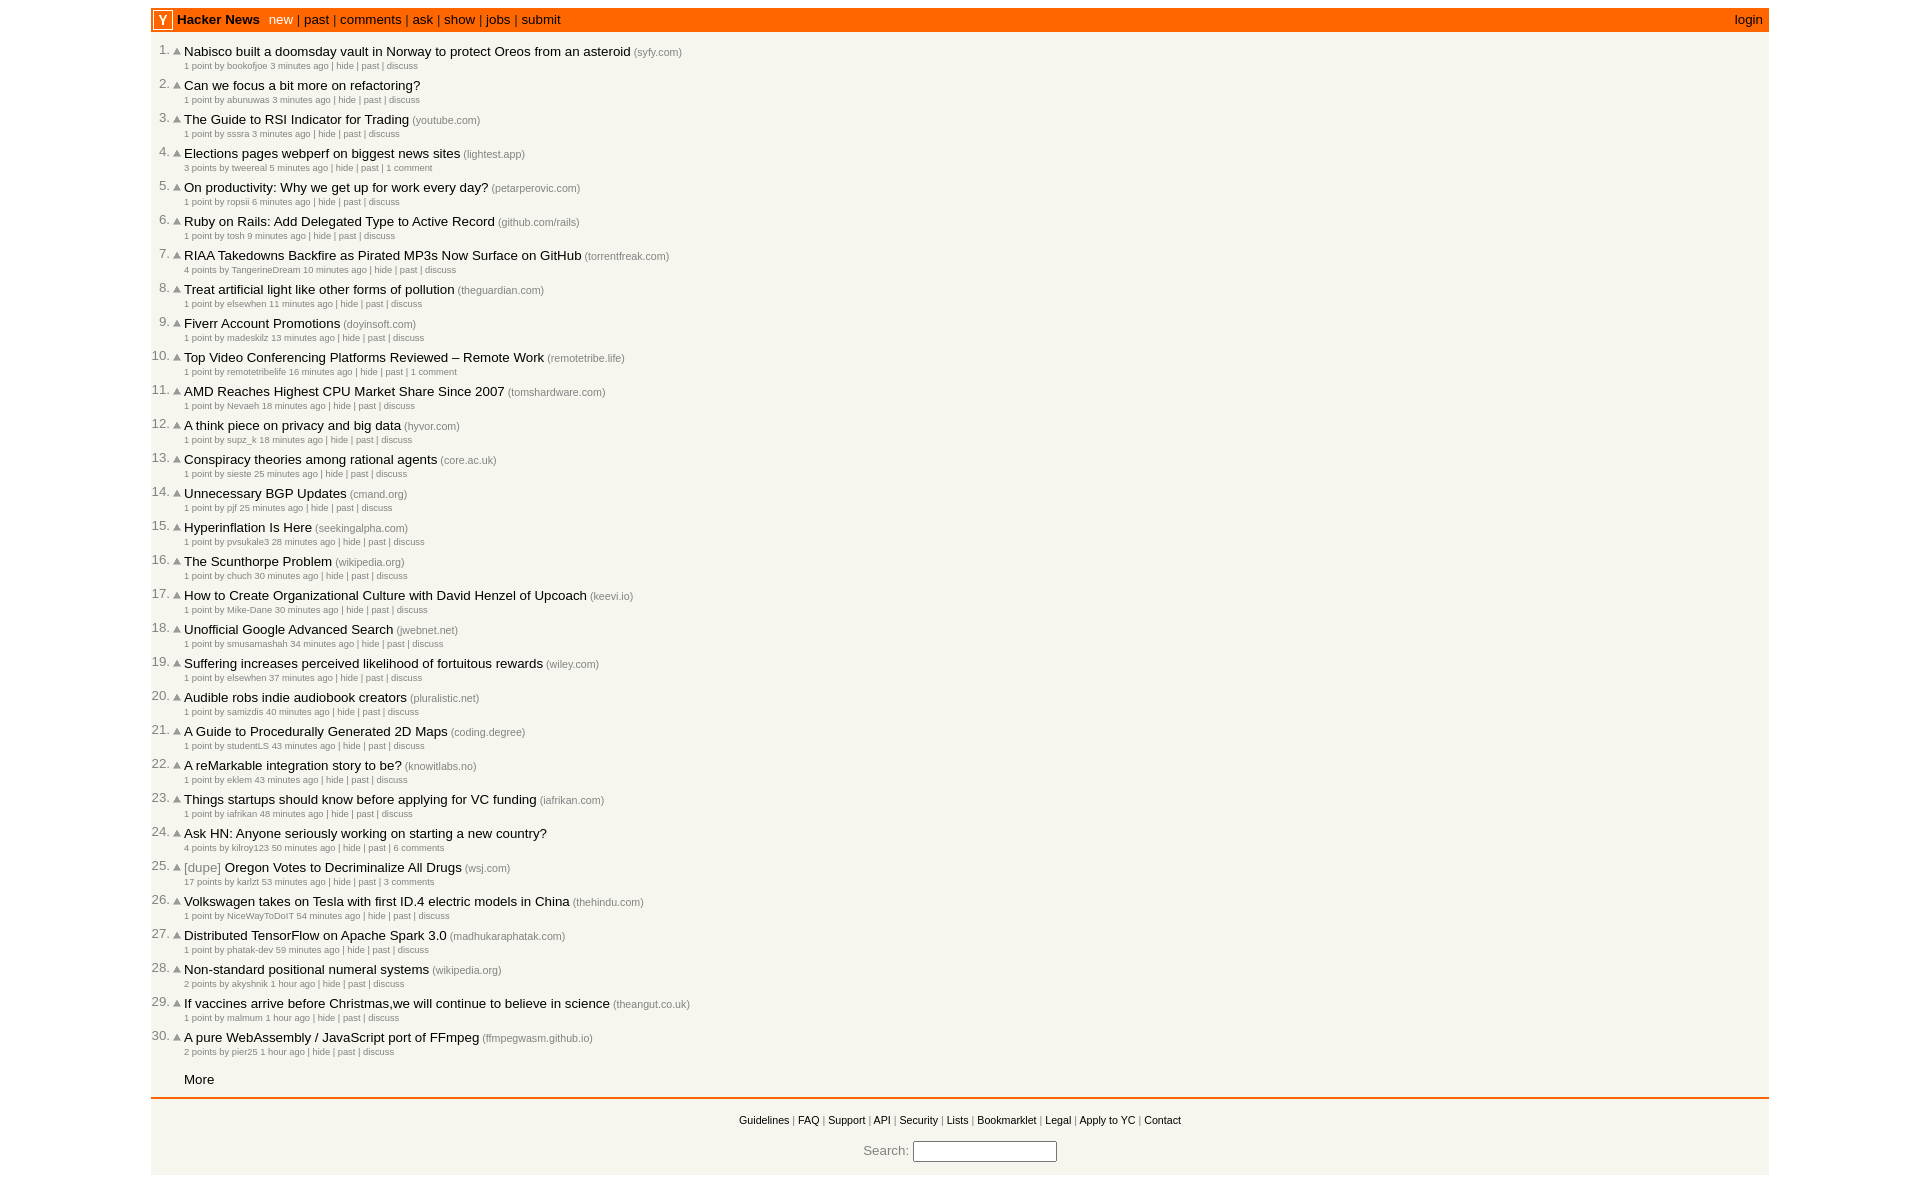 Y Hacker News new | past | comments | ask | show | jobs | submit login
1. Nabisco built a doomsday vault in Norway to protect Oreos from an asteroid (syfy.com)
1 point by bookofjoe 3 minutes ago | hide | past | discuss
2. Can we focus a bit more on refactoring?
1 point by abunuwas 3 minutes ago | hide | past | discuss
3. The Guide to RSI Indicator for Trading (youtube.com)
1 point by sssra 3 minutes ago | hide | past | discuss
4. Elections pages webperf on biggest news sites (lightest.app)
3 points by tweereal 5 minutes ago | hide | past | 1 comment
5. On productivity: Why we get up for work every day? (petarperovic.com)
1 point by ropsii 6 minutes ago | hide | past | discuss
6. Ruby on Rails: Add Delegated Type to Active Record (github.com/rails)
1 point by tosh 9 minutes ago | hide | past | discuss
7. RIAA Takedowns Backfire as Pirated MP3s Now Surface on GitHub (torrentfreak.com)
4 points by TangerineDream 10 minutes ago | hide | past | discuss
8. Treat artificial light like other forms of pollution (theguardian.com)
1 point by elsewhen 11 minutes ago | hide | past | discuss
9. Fiverr Account Promotions (doyinsoft.com)
1 point by madeskilz 13 minutes ago | hide | past | discuss
10. Top Video Conferencing Platforms Reviewed – Remote Work (remotetribe.life)
1 point by remotetribelife 16 minutes ago | hide | past | 1 comment
11. AMD Reaches Highest CPU Market Share Since 2007 (tomshardware.com)
1 point by Nevaeh 18 minutes ago | hide | past | discuss
12. A think piece on privacy and big data (hyvor.com)
1 point by supz_k 18 minutes ago | hide | past | discuss
13. Conspiracy theories among rational agents (core.ac.uk)
1 point by sieste 25 minutes ago | hide | past | discuss
14. Unnecessary BGP Updates (cmand.org)
1 point by pjf 25 minutes ago | hide | past | discuss
15. Hyperinflation Is Here (seekingalpha.com)
1 point by pvsukale3 28 minutes ago | hide | past | discuss
16. The Scunthorpe Problem (wikipedia.org)
1 point by chuch 30 minutes ago | hide | past | discuss
17. How to Create Organizational Culture with David Henzel of Upcoach (keevi.io)
1 point by Mike-Dane 30 minutes ago | hide | past | discuss
18. Unofficial Google Advanced Search (jwebnet.net)
1 point by smusamashah 34 minutes ago | hide | past | discuss
19. Suffering increases perceived likelihood of fortuitous rewards (wiley.com)
1 point by elsewhen 37 minutes ago | hide | past | discuss
20. Audible robs indie audiobook creators (pluralistic.net)
1 point by samizdis 40 minutes ago | hide | past | discuss
21. A Guide to Procedurally Generated 2D Maps (coding.degree)
1 point by studentLS 43 minutes ago | hide | past | discuss
22. A reMarkable integration story to be? (knowitlabs.no)
1 point by eklem 43 minutes ago | hide | past | discuss
23. Things startups should know before applying for VC funding (iafrikan.com)
1 point by iafrikan 48 minutes ago | hide | past | discuss
24. Ask HN: Anyone seriously working on starting a new country?
4 points by kilroy123 50 minutes ago | hide | past | 6 comments
25. [dupe] Oregon Votes to Decriminalize All Drugs (wsj.com)
17 points by karlzt 53 minutes ago | hide | past | 3 comments
26. Volkswagen takes on Tesla with first ID.4 electric models in China (thehindu.com)
1 point by NiceWayToDoIT 54 minutes ago | hide | past | discuss
27. Distributed TensorFlow on Apache Spark 3.0 (madhukaraphatak.com)
1 point by phatak-dev 59 minutes ago | hide | past | discuss
28. Non-standard positional numeral systems (wikipedia.org)
2 points by akyshnik 1 hour ago | hide | past | discuss
29. If vaccines arrive before Christmas,we will continue to believe in science (theangut.co.uk)
1 point by malmum 1 hour ago | hide | past | discuss
30. A pure WebAssembly / JavaScript port of FFmpeg (ffmpegwasm.github.io)
2 points by pier25 1 hour ago | hide | past | discuss
More
Guidelines | FAQ | Support | API | Security | Lists | Bookmarklet | Legal | Apply to YC | Contact
Search: